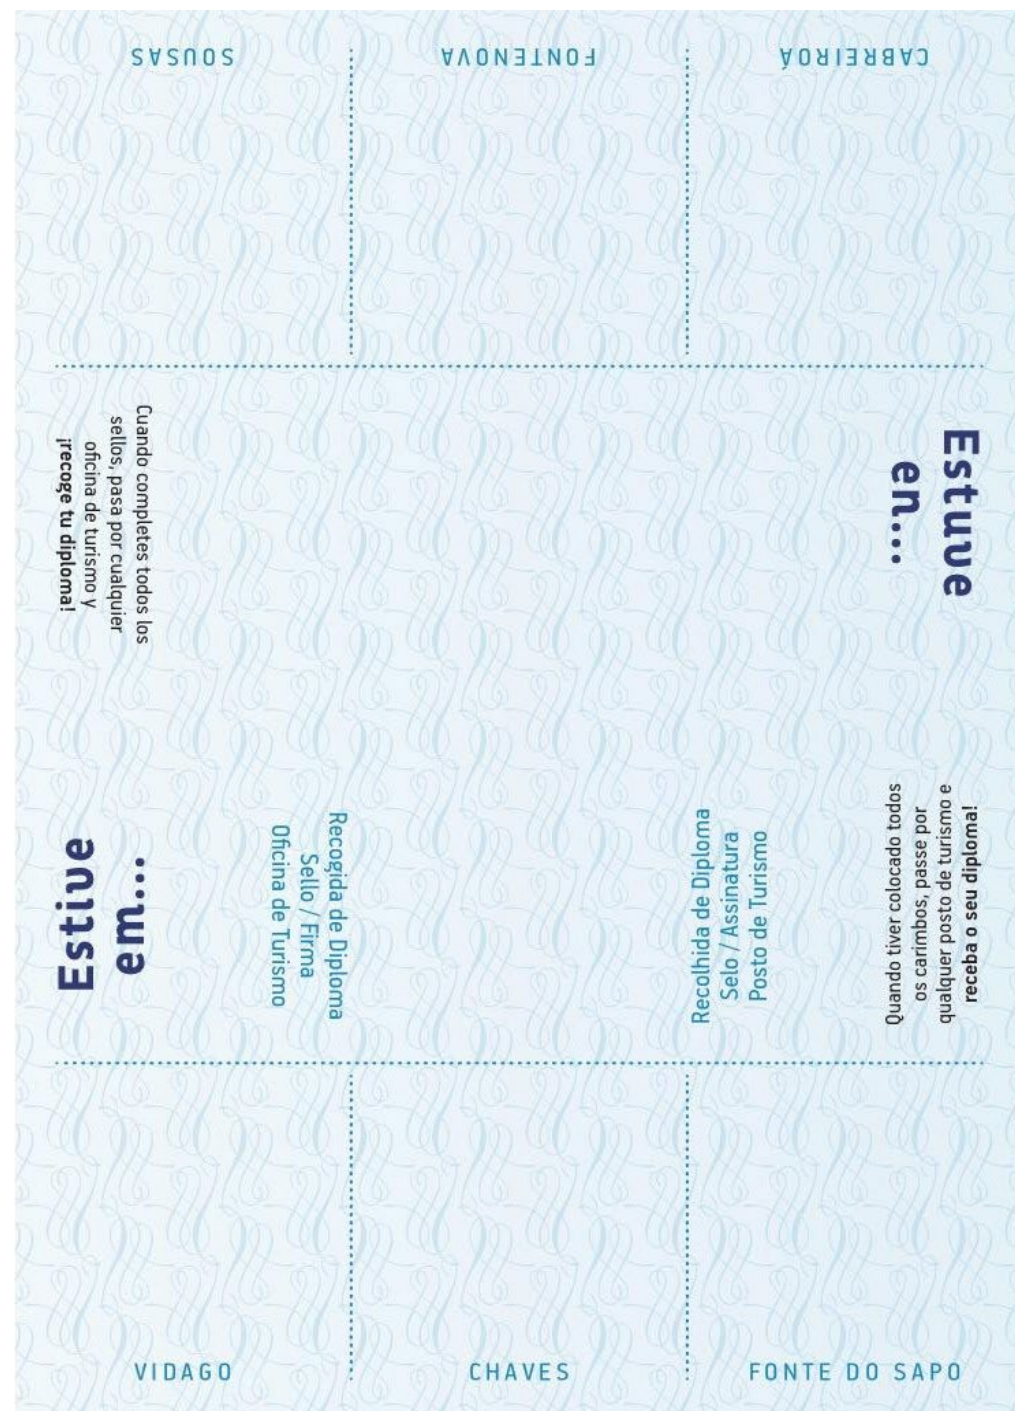 SOUSAS
FONTENOVA
CABREIROÁ
Cuando completes todos los
sellos, pasa por cualquier
oficina de turismo y
¡recoge tu diploma!
Estuve
en...
Estive
em...
Recogida de Diploma
Sello / Firma
Oficina de Turismo
Recolhida de Diploma
Selo / Assinatura
Posto de Turismo
Quando tiver colocado todos
os carimbos, passe por
qualquer posto de turismo e
receba o seu diploma!
VIDAGO
CHAVES
FONTE DO SAPO